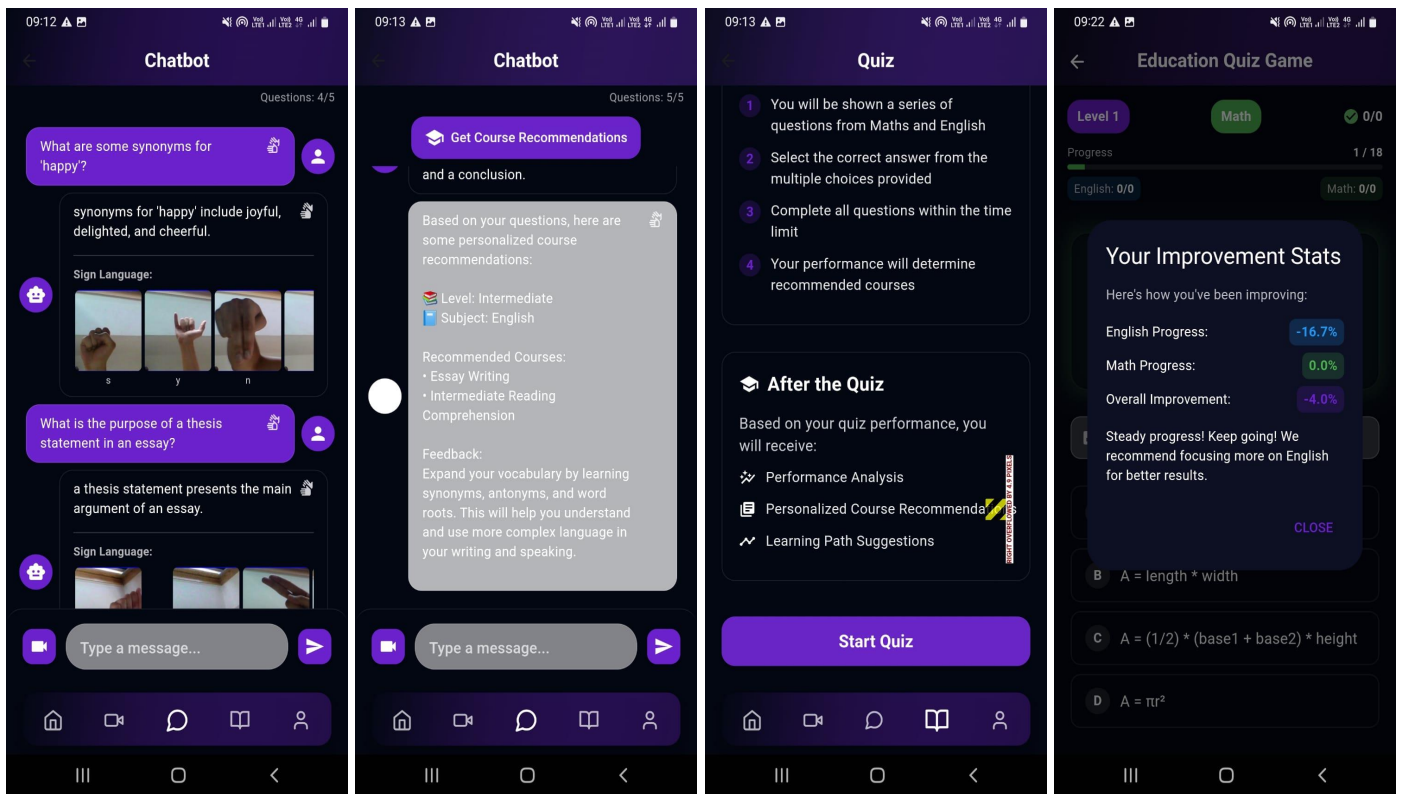 09:12
Chatbot
Questions: 4/5
What are some synonyms for
'happy'?
synonyms for 'happy' include joyful,
delighted, and cheerful.
Sign Language:
s y n
What is the purpose of a thesis
statement in an essay?
a thesis statement presents the main
argument of an essay.
Sign Language:
Type a message...
09:13
Chatbot
Questions: 5/5
Get Course Recommendations
and a conclusion.
Based on your questions, here are
some personalized course
recommendations:
Level: Intermediate
Subject: English
Recommended Courses:
• Essay Writing
• Intermediate Reading
Comprehension
Feedback:
Expand your vocabulary by learning
synonyms, antonyms, and word
roots. This will help you understand
and use more complex language in
your writing and speaking.
Type a message...
09:13
Quiz
1 You will be shown a series of
questions from Maths and English
2 Select the correct answer from the
multiple choices provided
3 Complete all questions within the time
limit
4 Your performance will determine
recommended courses
After the Quiz
Based on your quiz performance, you
will receive:
Performance Analysis
Personalized Course Recommenda
RIGHT OVERFLOWED BY 4.9 PIXELS
Learning Path Suggestions
Start Quiz
09:22
Education Quiz Game
Level 1 Math 0/0
Progress 1 / 18
English: 0/0 Math: 0/0
Your Improvement Stats
Here's how you've been improving:
English Progress: -16.7%
Math Progress: 0.0%
Overall Improvement: -4.0%
Steady progress! Keep going! We
recommend focusing more on English
for better results.
CLOSE
B A = length * width
C A = (1/2) * (base1 + base2) * height
D A = πr²